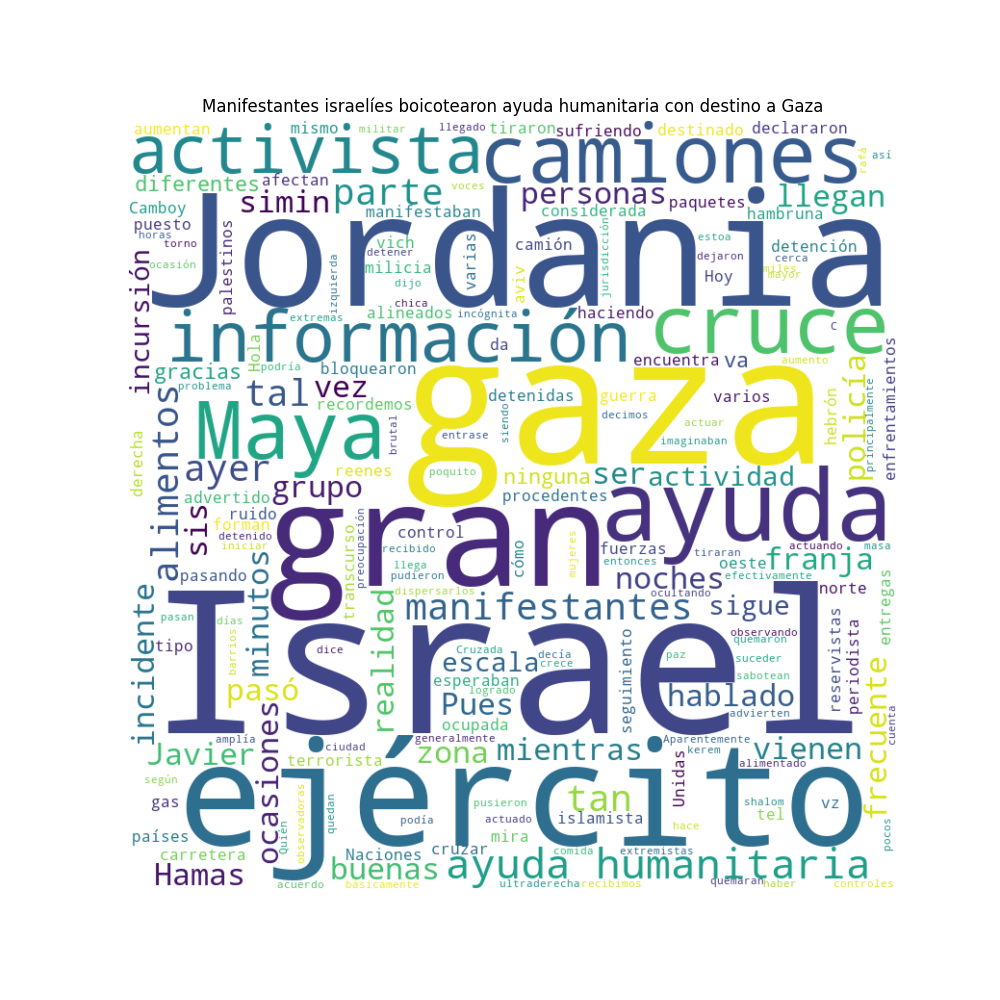 Manifestantes israelíes boicotearon ayuda humanitaria con destino a Gaza
aumentan
mismo
militar
llegado
tiraron
sufriendo
destinado
declararon
activista
camiones
rafá
así
diferentes
afectan
simin
parte
voces
personas
paquetes
llegan
Camboy
manifestaban
considerada
hambruna
puesto
horas
torno
palestinos
Jordania
vich
detener
varias
camión
jurisdicción
estoa
dejaron
cerca
detención
ocasión
izquierda
milicia
dijo
aviv
Hoy
miles
mayor
incursión
chica
extremas
alineados
incógnita
haciendo
c
información
cruce
Hola
podría
da
encuentra
va
aumento
gracias
problema
bloquearon
tal
vez
recordemos
gaza
detenidas
guerra
varios
policía
principalmente
enfrentamientos
Maya
brutal
siendo
decimos
actuar
hebrón
entrase
imaginaban
derecha
alimentos
ayer
reenes
poquito
ninguna
ser
actividad
advertido
grupo
procedentes
sis
ruido
forman
detenido
iniciar
gran
ayuda
preocupación
control
cómo
fuerzas
tiraran
actuando
masa
recibido
mujeres
entonces
oeste
franja
pasando
transcurso
llega
pudieron
efectivamente
noches
dispersarlos
ocultando
norte
incidente
minutos
manifestantes
sigue
entregas
pasan
días
Israel
observando
quemaron
tipo
barrios
dice
realidad
Cruzada
decía
crece
paz
suceder
sabotean
escala
esperaban
logrado
seguimiento
reservistas
periodista
pasó
Pues
hablado
advierten
ocupada
frecuente
cuenta
amplía
ciudad
generalmente
Aparentemente
kerem
Javier
terrorista
zona
mientras
vienen
alimentado
ocasiones
según
ejército
Unidas
gas
observadoras
quedan
pusieron
tan
shalom
tel
vz
podía
actuado
islamista
hace
países
Quién
mira
pocos
carretera
Naciones
cruzar
comida
extremistas
Hamas
buenas
ayuda humanitaria
acuerdo
básicamente
ultraderecha
recibimos
quemaran
haber
controles